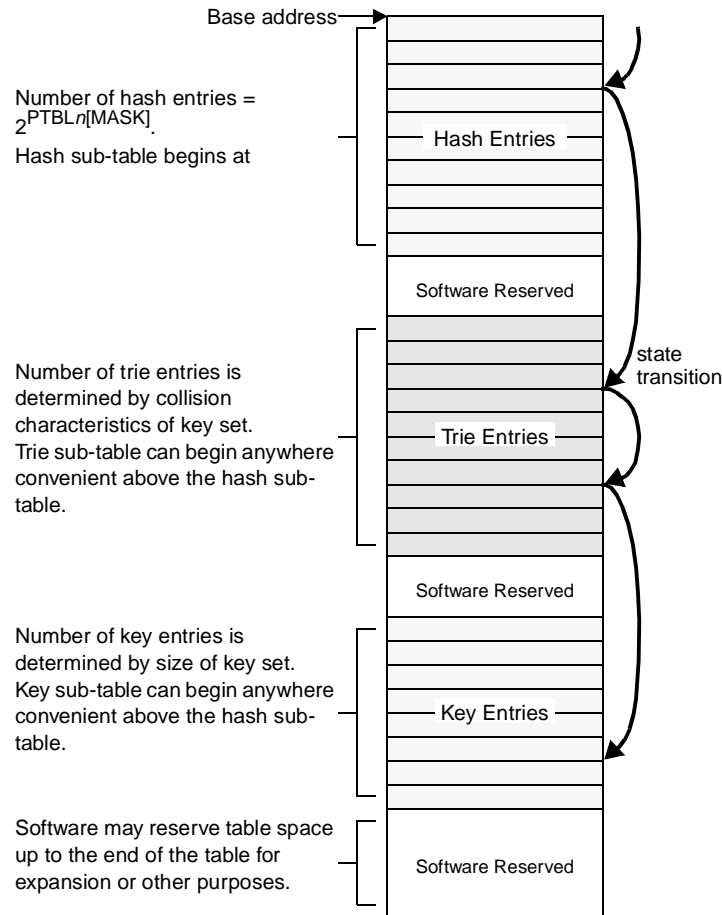 Base address
Number of hash entries =
2^PTBLn[MASK].
Hash sub-table begins at
Hash Entries
Software Reserved
state
transition
Number of trie entries is
determined by collision
characteristics of key set.
Trie sub-table can begin anywhere
convenient above the hash sub-
table.
Trie Entries
Software Reserved
Number of key entries is
determined by size of key set.
Key sub-table can begin anywhere
convenient above the hash sub-
table.
Key Entries
Software may reserve table space
up to the end of the table for
expansion or other purposes.
Software Reserved